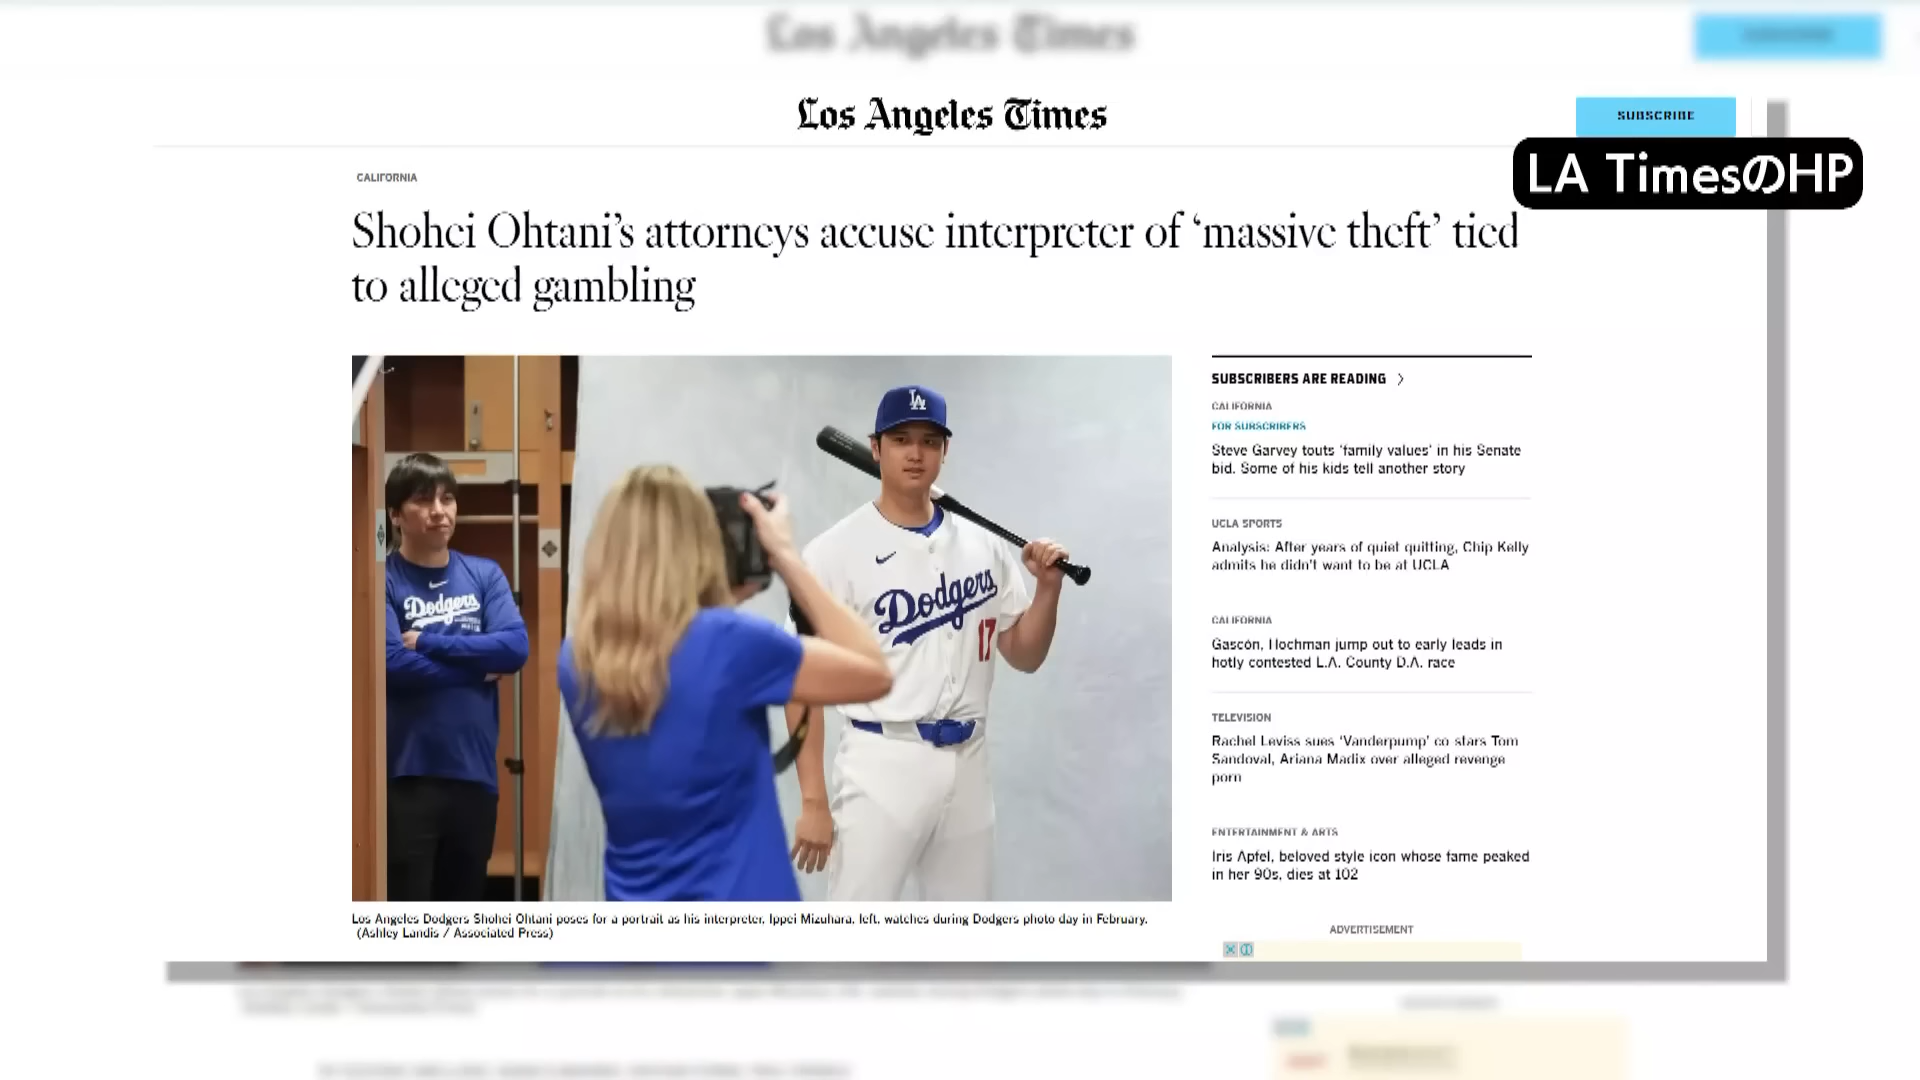 Los Angeles Times
Los Angeles Times
SUBSCRIBE
LA TimesのHP
CALIFORNIA
Shohei Ohtani’s attorneys accuse interpreter of ‘massive theft’ tied
to alleged gambling
LA
Dodgers
Dodgers
17
Los Angeles Dodgers Shohei Ohtani poses for a portrait as his interpreter, Ippei Mizuhara, left, watches during Dodgers photo day in February.
(Ashley Landis / Associated Press)
SUBSCRIBERS ARE READING >
CALIFORNIA
FOR SUBSCRIBERS
Steve Garvey touts ‘family values’ in his Senate
bid. Some of his kids tell another story
UCLA SPORTS
Analysis: After years of quiet quitting, Chip Kelly
admits he didn’t want to be at UCLA
CALIFORNIA
Gascón, Hochman jump out to early leads in
hotly contested L.A. County D.A. race
TELEVISION
Rachel Leviss sues ‘Vanderpump’ co-stars Tom
Sandoval, Ariana Madix over alleged revenge
porn
ENTERTAINMENT & ARTS
Iris Apfel, beloved style icon whose fame peaked
in her 90s, dies at 102
ADVERTISEMENT